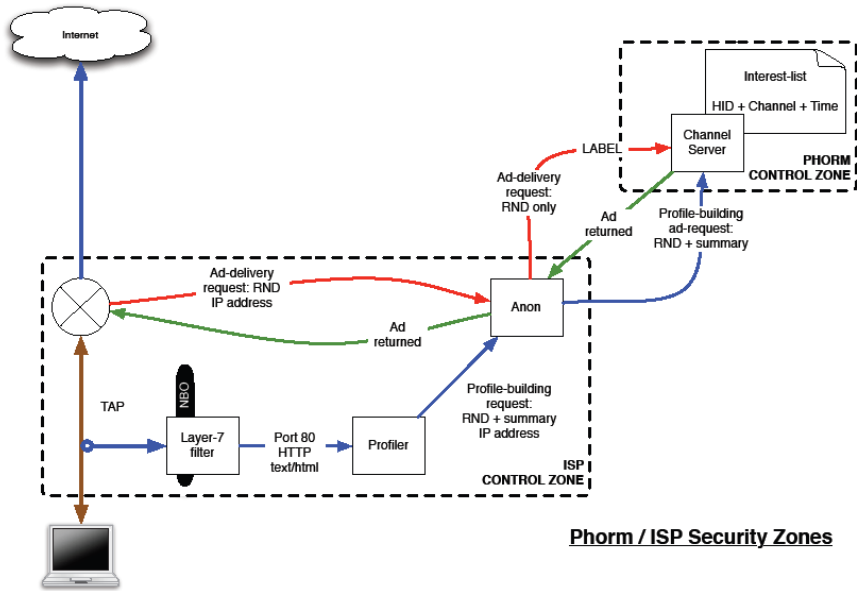 Internet
Interest-list
HID + Channel + Time
Channel
Server
PHORM
CONTROL ZONE
LABEL
Ad-delivery
request:
RND only
Ad
returned
Profile-building
ad-request:
RND + summary
Ad-delivery
request: RND
IP address
Anon
Ad
returned
TAP
NBO
Layer-7
filter
Port 80
HTTP
text/html
Profiler
Profile-building
request:
RND + summary
IP address
ISP
CONTROL ZONE
Phorm / ISP Security Zones